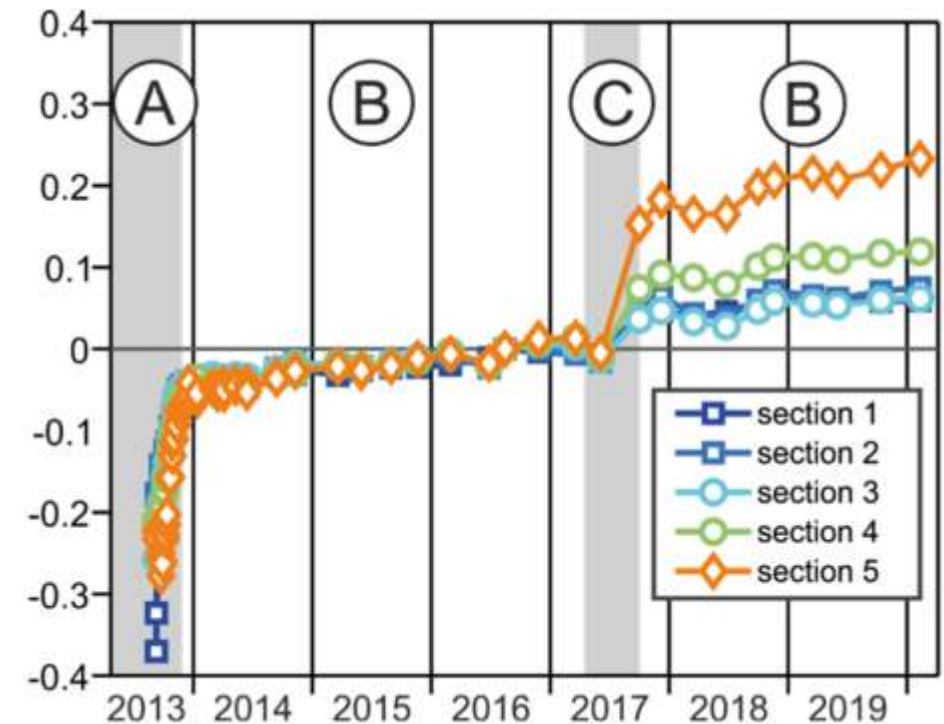 0.4
0.3
0.2
0.1
0
-0.1
-0.2
-0.3
-0.4
A
B
C
B
section 1
section 2
section 3
section 4
section 5
2013 2014 2015 2016 2017 2018 2019